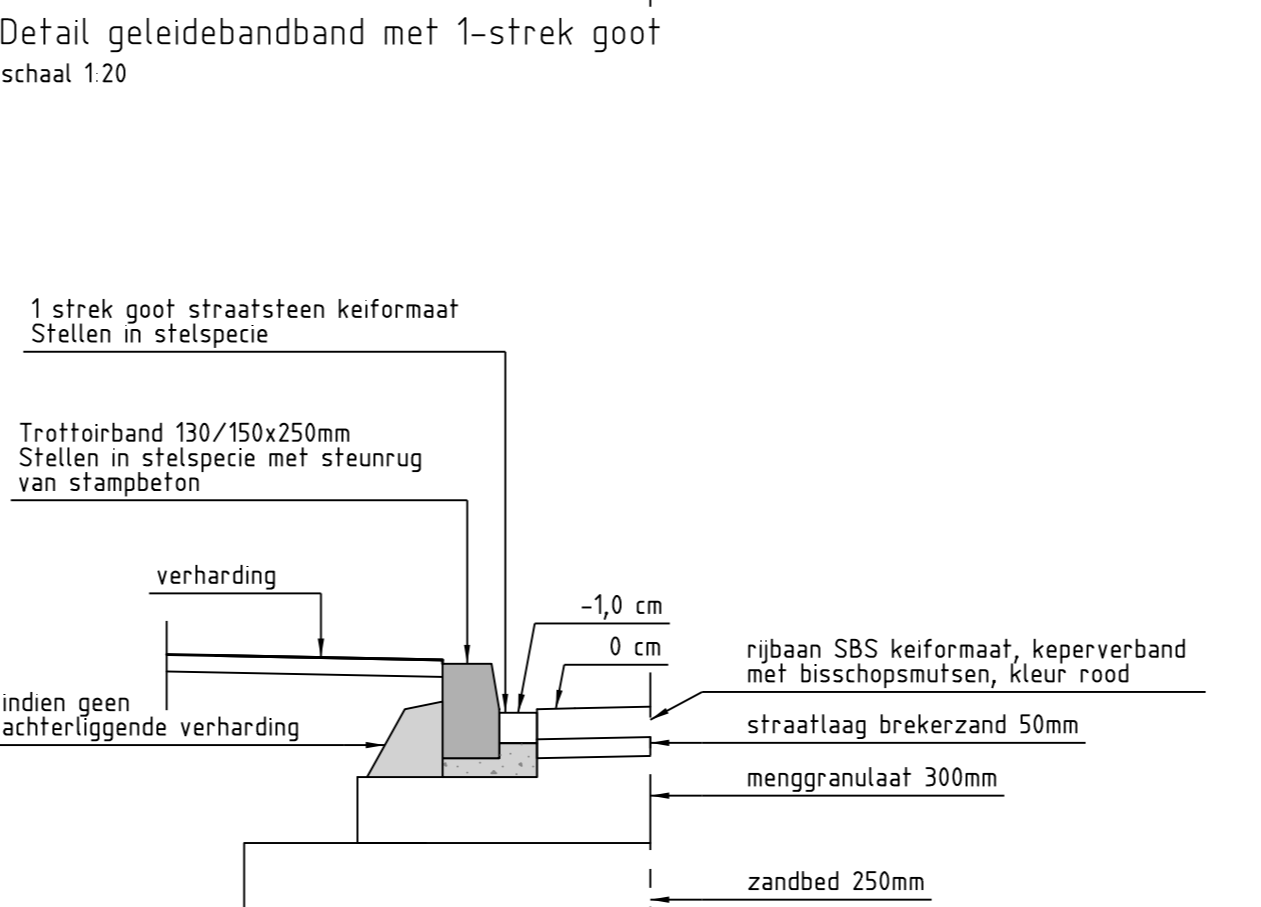 Detail geleidebandband met 1-strek goot
schaal 1:20
1 strek goot straatsteen keiformaat
Stellen in stelspecie
Trottoirband 130/150x250mm
Stellen in stelspecie met steunrug
van stampbeton
verharding
-1,0 cm
0 cm
rijbaan SBS keiformaat, keperverband
met bisschopsmutsen, kleur rood
indien geen
achterliggende verharding
straatlaag brekerzand 50mm
menggranulaat 300mm
zandbed 250mm